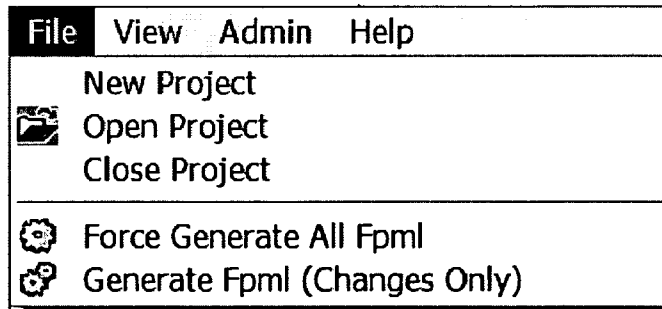 File View Admin Help
New Project
Open Project
Close Project
Force Generate All Fpml
Generate Fpml (Changes Only)